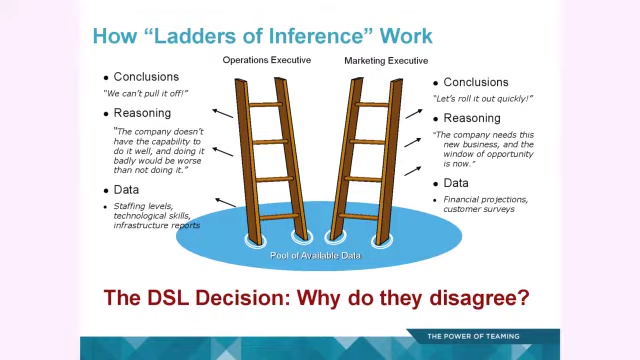 How “Ladders of Inference” Work
Operations Executive
Marketing Executive
• Conclusions
“We can’t pull it off!”
• Reasoning
“The company doesn’t
have the capability to
do it well, and doing it
badly would be worse
than not doing it.”
• Data
• Staffing levels,
technological skills,
infrastructure reports
• Conclusions
“Let’s roll it out quickly!”
• Reasoning
“The company needs this
new business, and the
window of opportunity
is now.”
• Data
• Financial projections,
customer surveys
Pool of Available Data
The DSL Decision: Why do they disagree?
THE POWER OF TEAMING